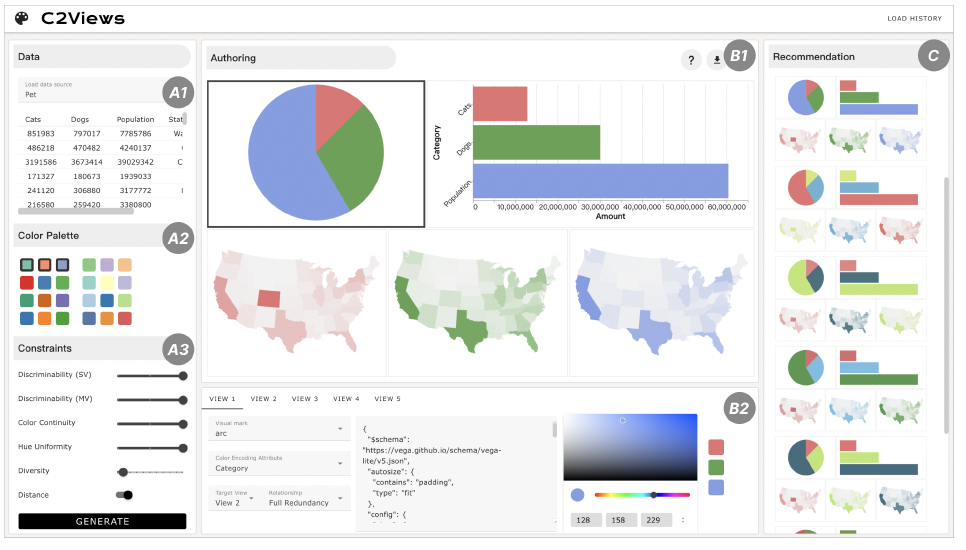 C2Views
LOAD HISTORY
Data
A1
Load data source
Pet
Cats Dogs Population Stat
851983 797017 7785786 Wa
486218 470482 4240137
3191586 3673414 39029342 C
171327 180673 1939033
241120 306880 3177772
216580 259420 3380800
Color Palette
A2
Constraints
A3
Discriminability (SV)
Discriminability (MV)
Color Continuity
Hue Uniformity
Diversity
Distance
GENERATE
Authoring
?
B1
Category
Cats
Dogs
Population
0 10,000,000 20,000,000 30,000,000 40,000,000 50,000,000 60,000,000
Amount
VIEW 1 VIEW 2 VIEW 3 VIEW 4 VIEW 5
B2
Visual mark
arc
Color Encoding Attribute
Category
Target View
View 2
Relationship
Full Redundancy
{
"$schema":
"https://vega.github.io/schema/vega-
lite/v5.json",
"autosize": {
"contains": "padding",
"type": "fit"
},
"config": {
128 158 229
Recommendation
C